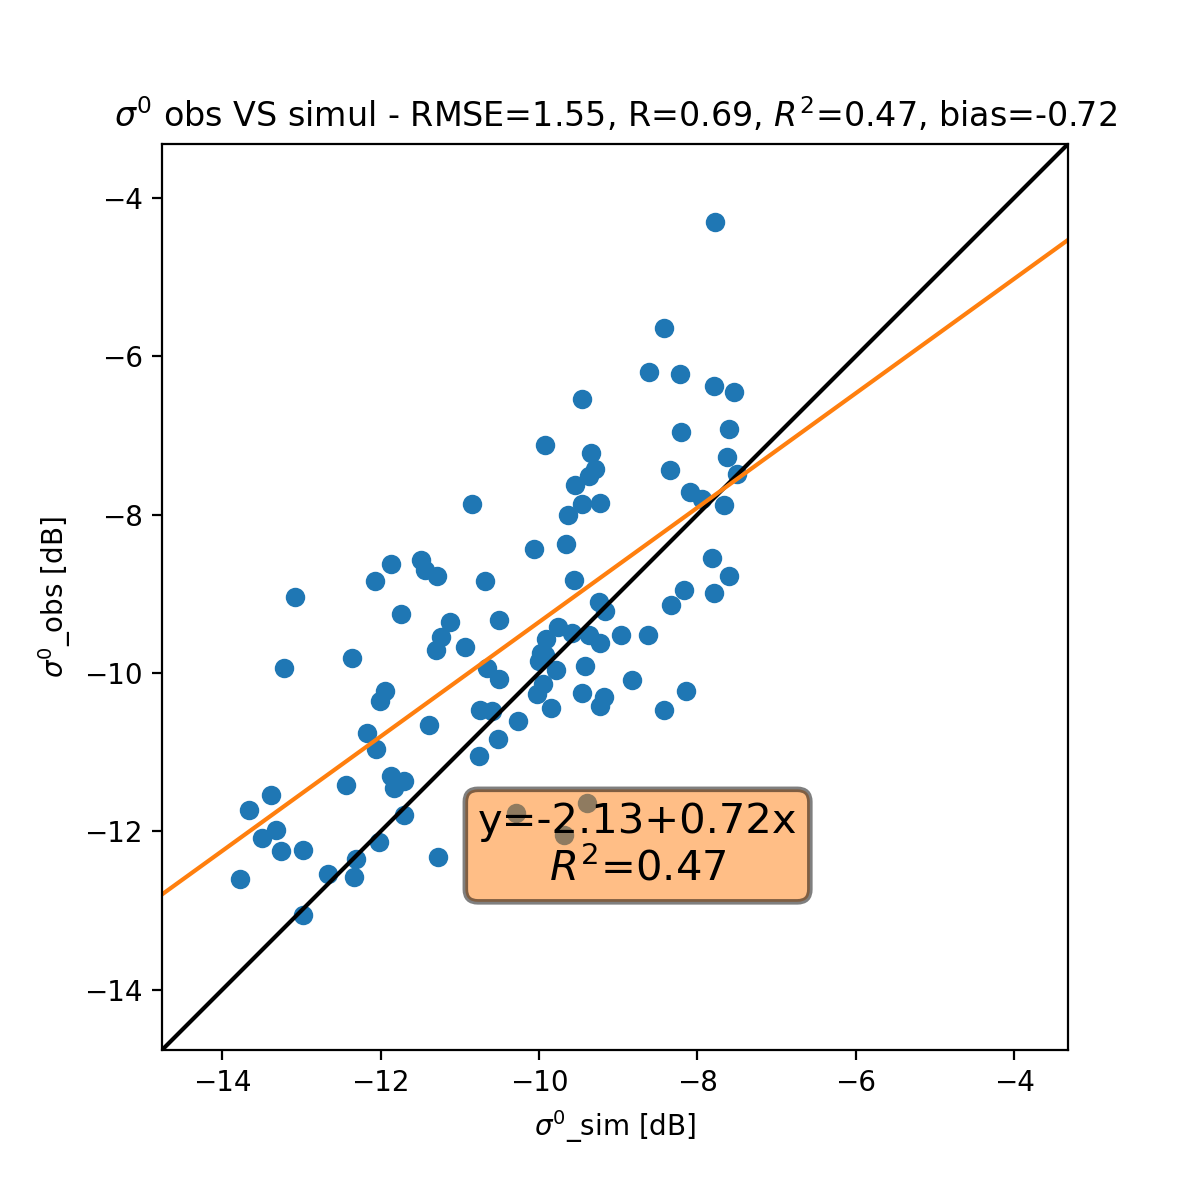 σ⁰ obs VS simul - RMSE=1.55, R=0.69, R²=0.47, bias=-0.72
−4
−6
−8
−10
−12
−14
σ⁰_obs [dB]
y=-2.13+0.72x
R²=0.47
−14 −12 −10 −8 −6 −4
σ⁰_sim [dB]